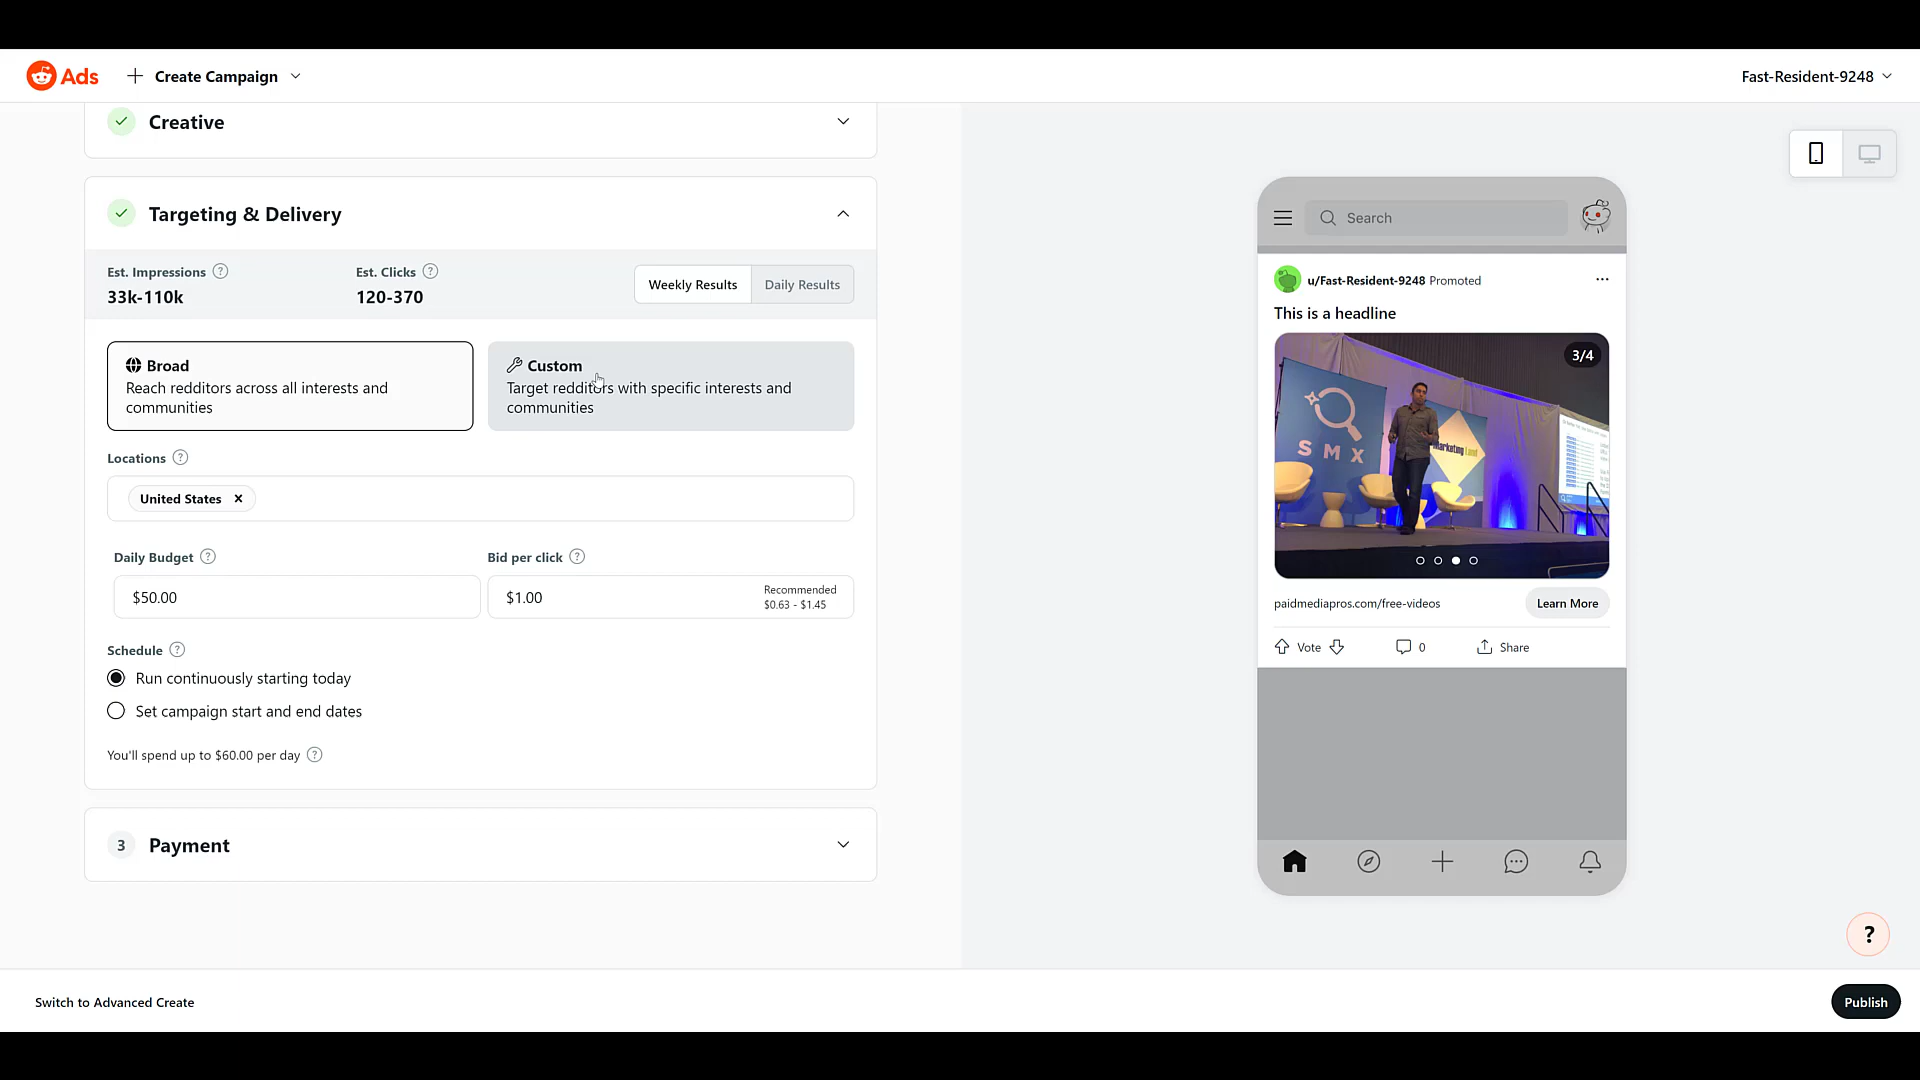 Ads
Create Campaign
Fast-Resident-9248
Creative
Targeting & Delivery
Est. Impressions ?
33k-110k
Est. Clicks ?
120-370
Weekly Results
Daily Results
Broad
Reach redditors across all interests and
communities
Custom
Target redditors with specific interests and
communities
Locations ?
United States
Daily Budget ?
$50.00
Bid per click ?
$1.00
Recommended
$0.63 - $1.45
Schedule ?
Run continuously starting today
Set campaign start and end dates
You'll spend up to $60.00 per day ?
3 Payment
Switch to Advanced Create
Search
u/Fast-Resident-9248 Promoted
This is a headline
3/4
SMX
Marketing Land
paidmediapros.com/free-videos
Learn More
Vote
0
Share
?
Publish